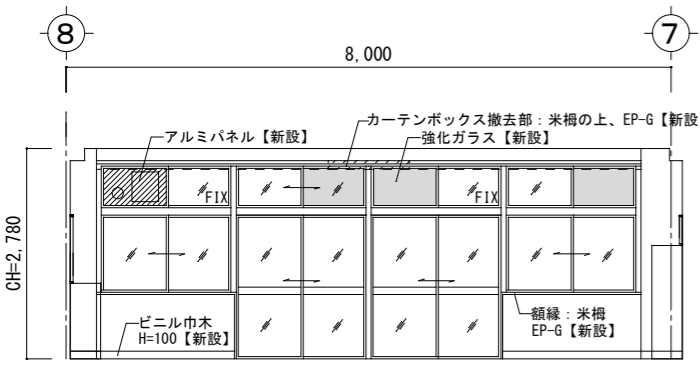 8
7
8,000
カーテンボックス撤去部：米栂の上、EP-G【新設
アルミパネル【新設】
強化ガラス【新設】
FIX
FIX
CH=2,780
ビニル巾木
H=100【新設】
額縁：米栂
EP-G【新設】